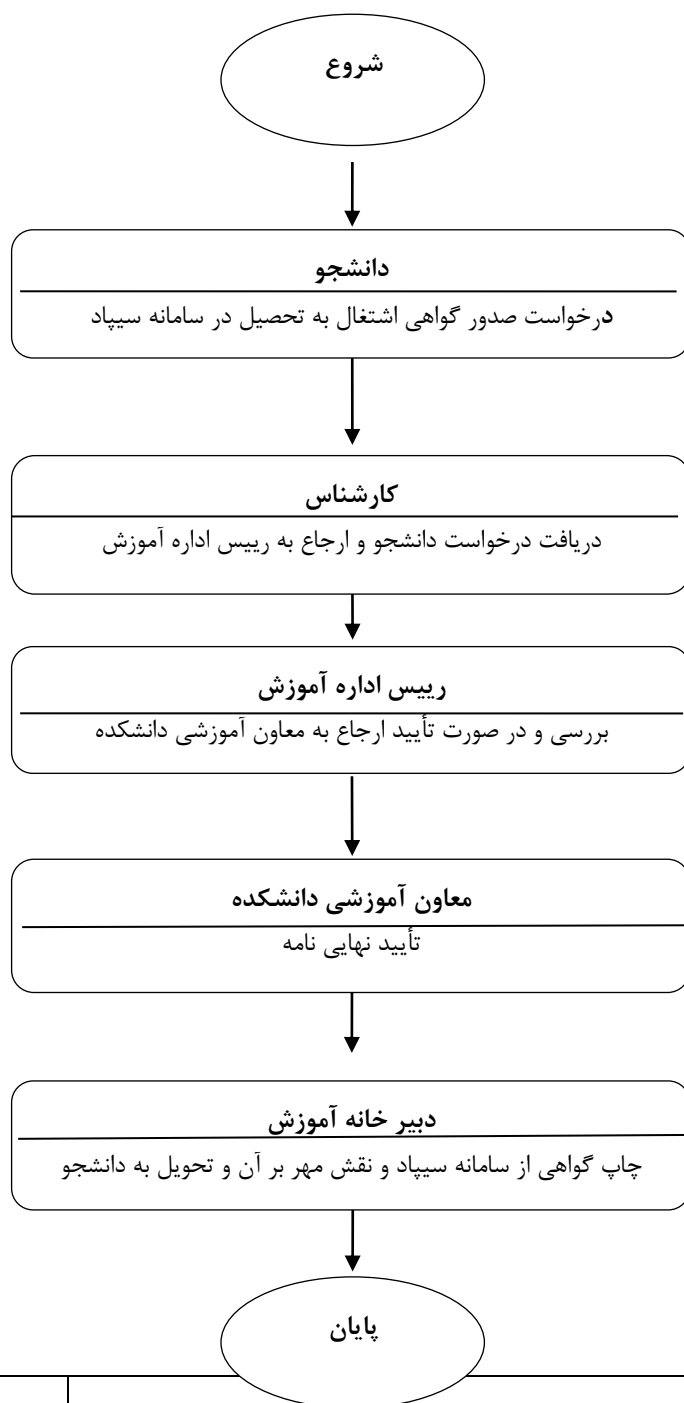 شروع
دانشجو
درخواست صدور گواهی اشتغال به تحصیل در سامانه سیپاد
کارشناس
دریافت درخواست دانشجو و ارجاع به رییس اداره آموزش
رییس اداره آموزش
بررسی و در صورت تأیید ارجاع به معاون آموزشی دانشکده
معاون آموزشی دانشکده
تأیید نهایی نامه
دبیر خانه آموزش
چاپ گواهی از سامانه سیپاد و نقش مهر بر آن و تحویل به دانشجو
پایان